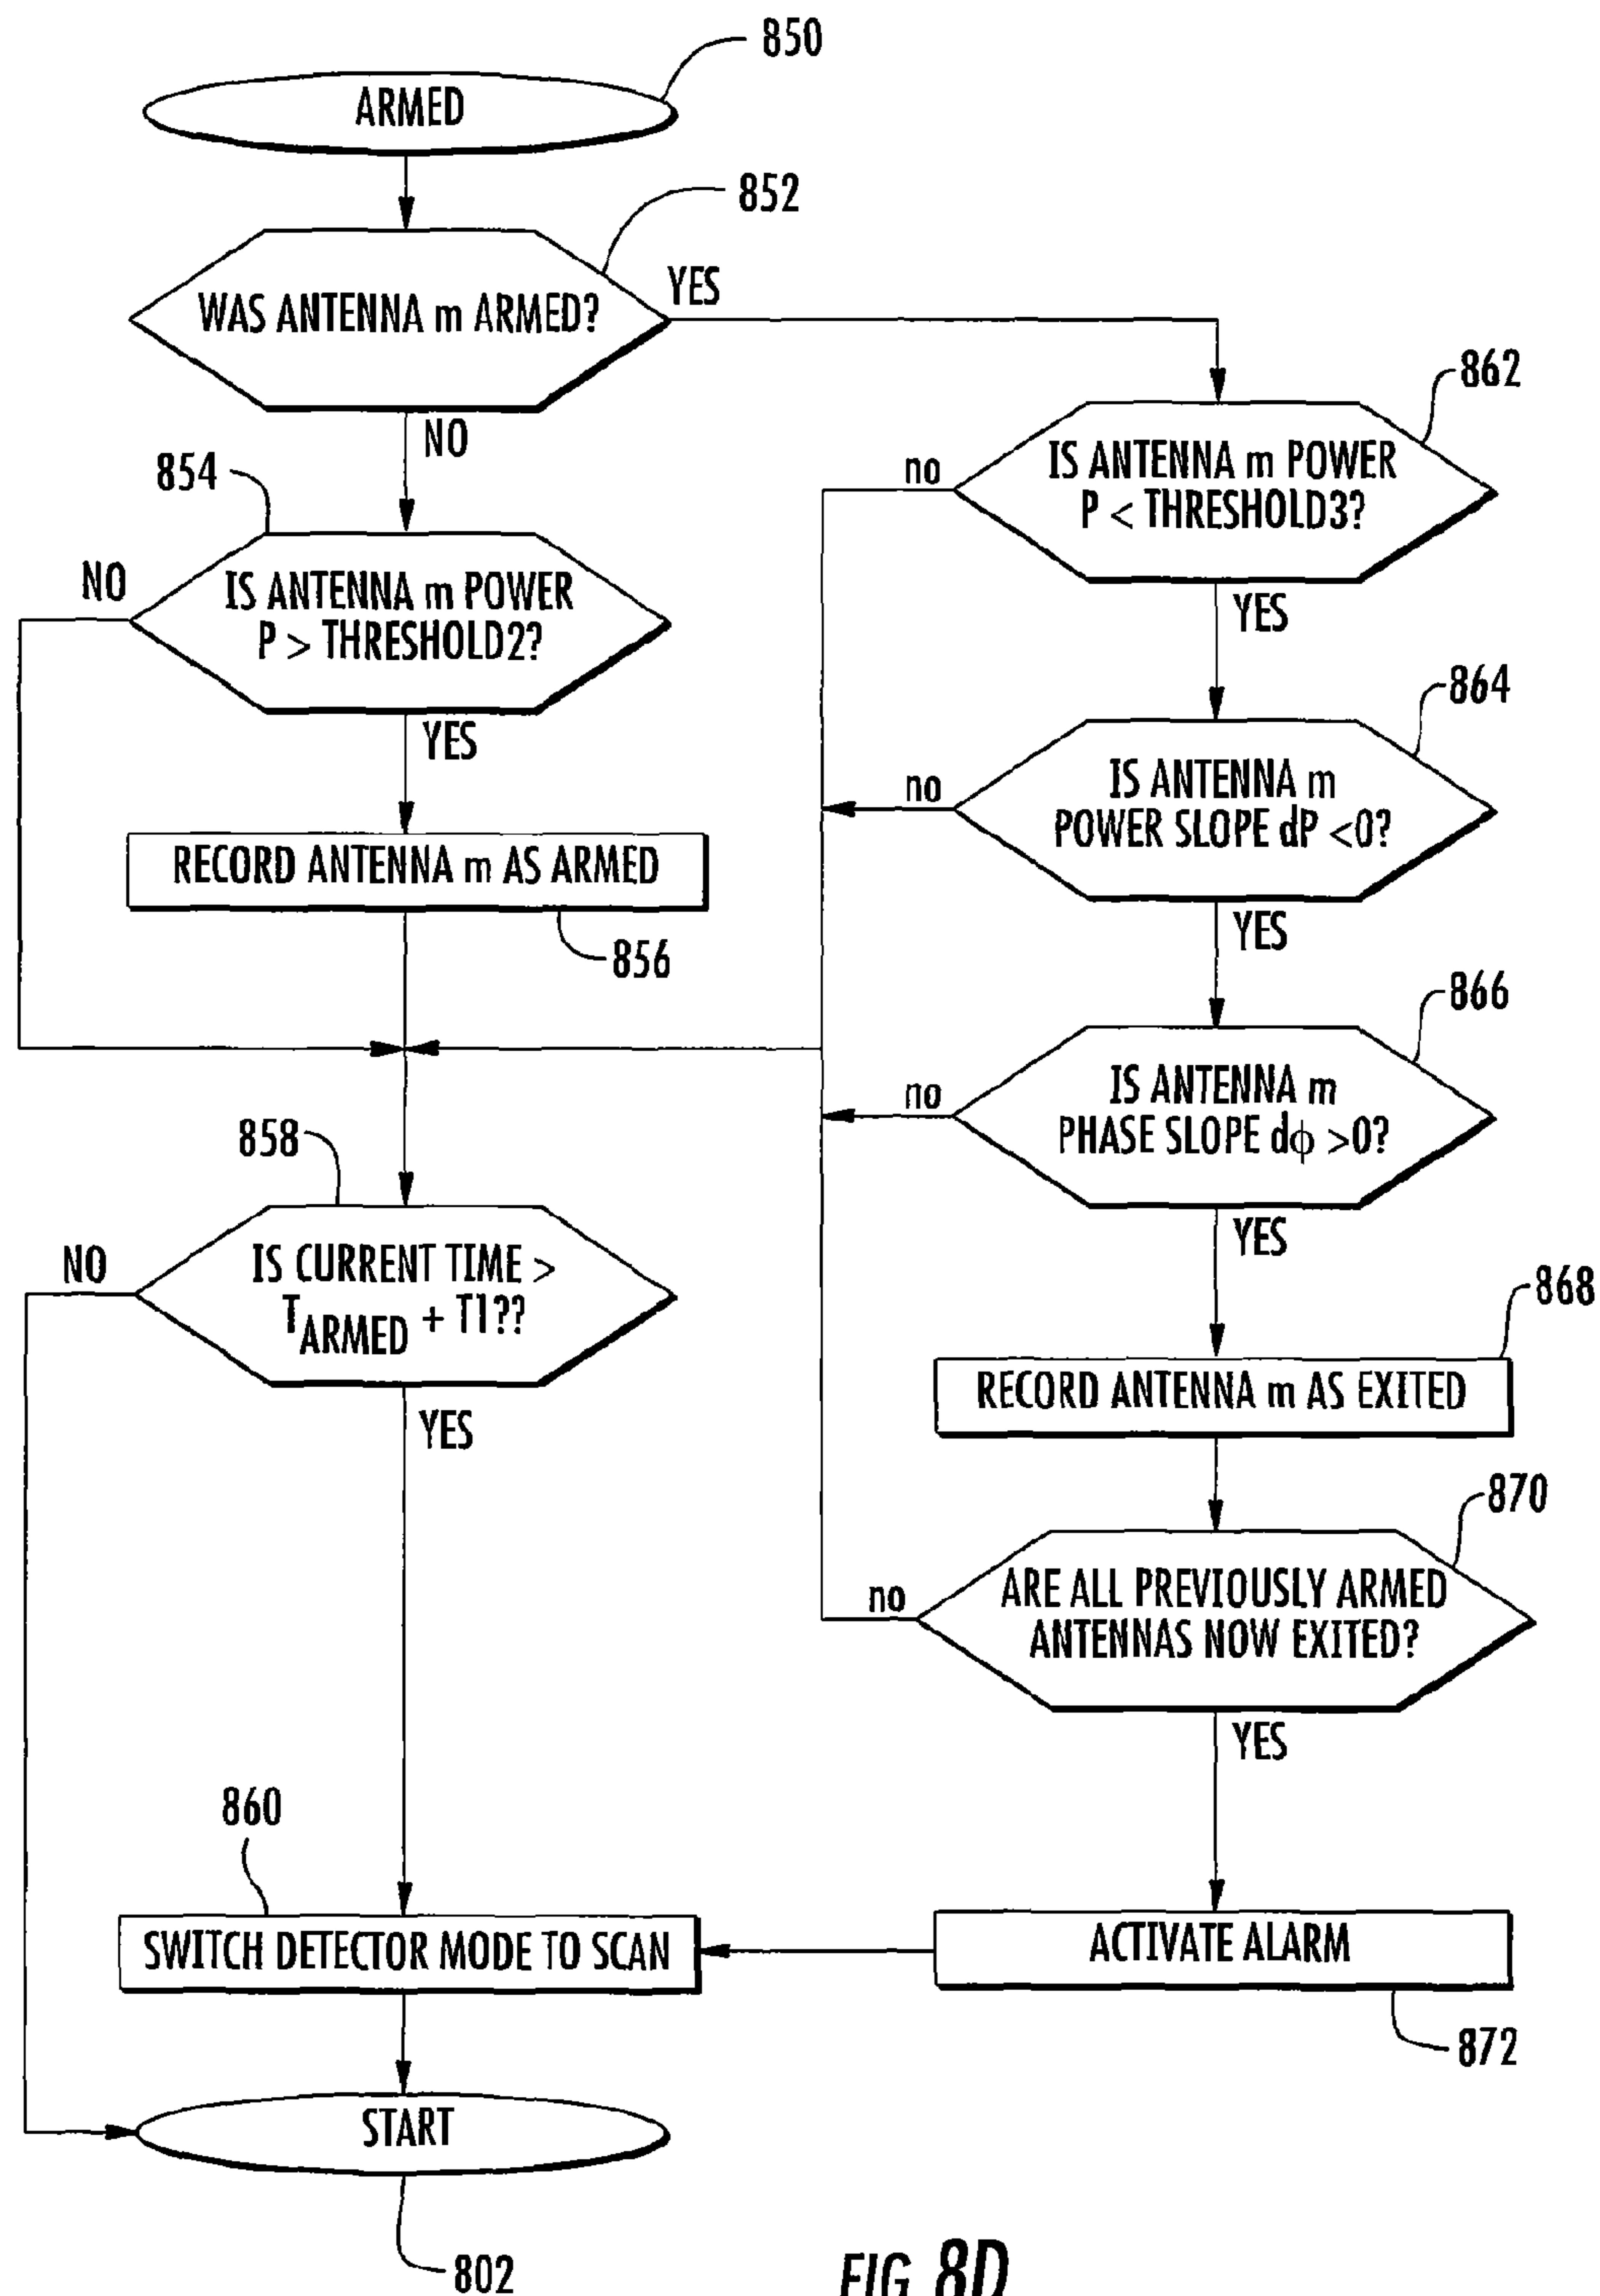 850
ARMED
852
WAS ANTENNA m ARMED?
YES
NO
862
IS ANTENNA m POWER
P < THRESHOLD3?
no
YES
854
NO
IS ANTENNA m POWER
P > THRESHOLD2?
YES
864
IS ANTENNA m
POWER SLOPE dP <0?
no
YES
RECORD ANTENNA m AS ARMED
856
866
IS ANTENNA m
PHASE SLOPE dϕ >0?
no
YES
858
NO
IS CURRENT TIME >
TARMED + T1??
YES
868
RECORD ANTENNA m AS EXITED
870
ARE ALL PREVIOUSLY ARMED
ANTENNAS NOW EXITED?
no
YES
860
SWITCH DETECTOR MODE TO SCAN
ACTIVATE ALARM
872
START
802
FIG 8D